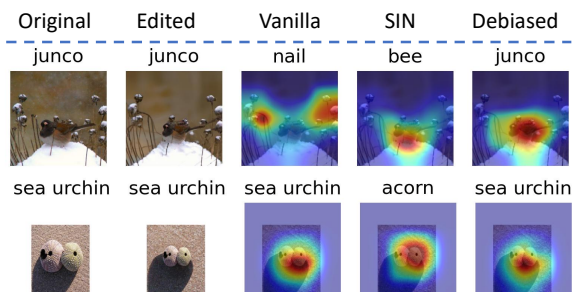 Original Edited Vanilla SIN Debiased
junco junco nail bee junco
sea urchin sea urchin sea urchin acorn sea urchin